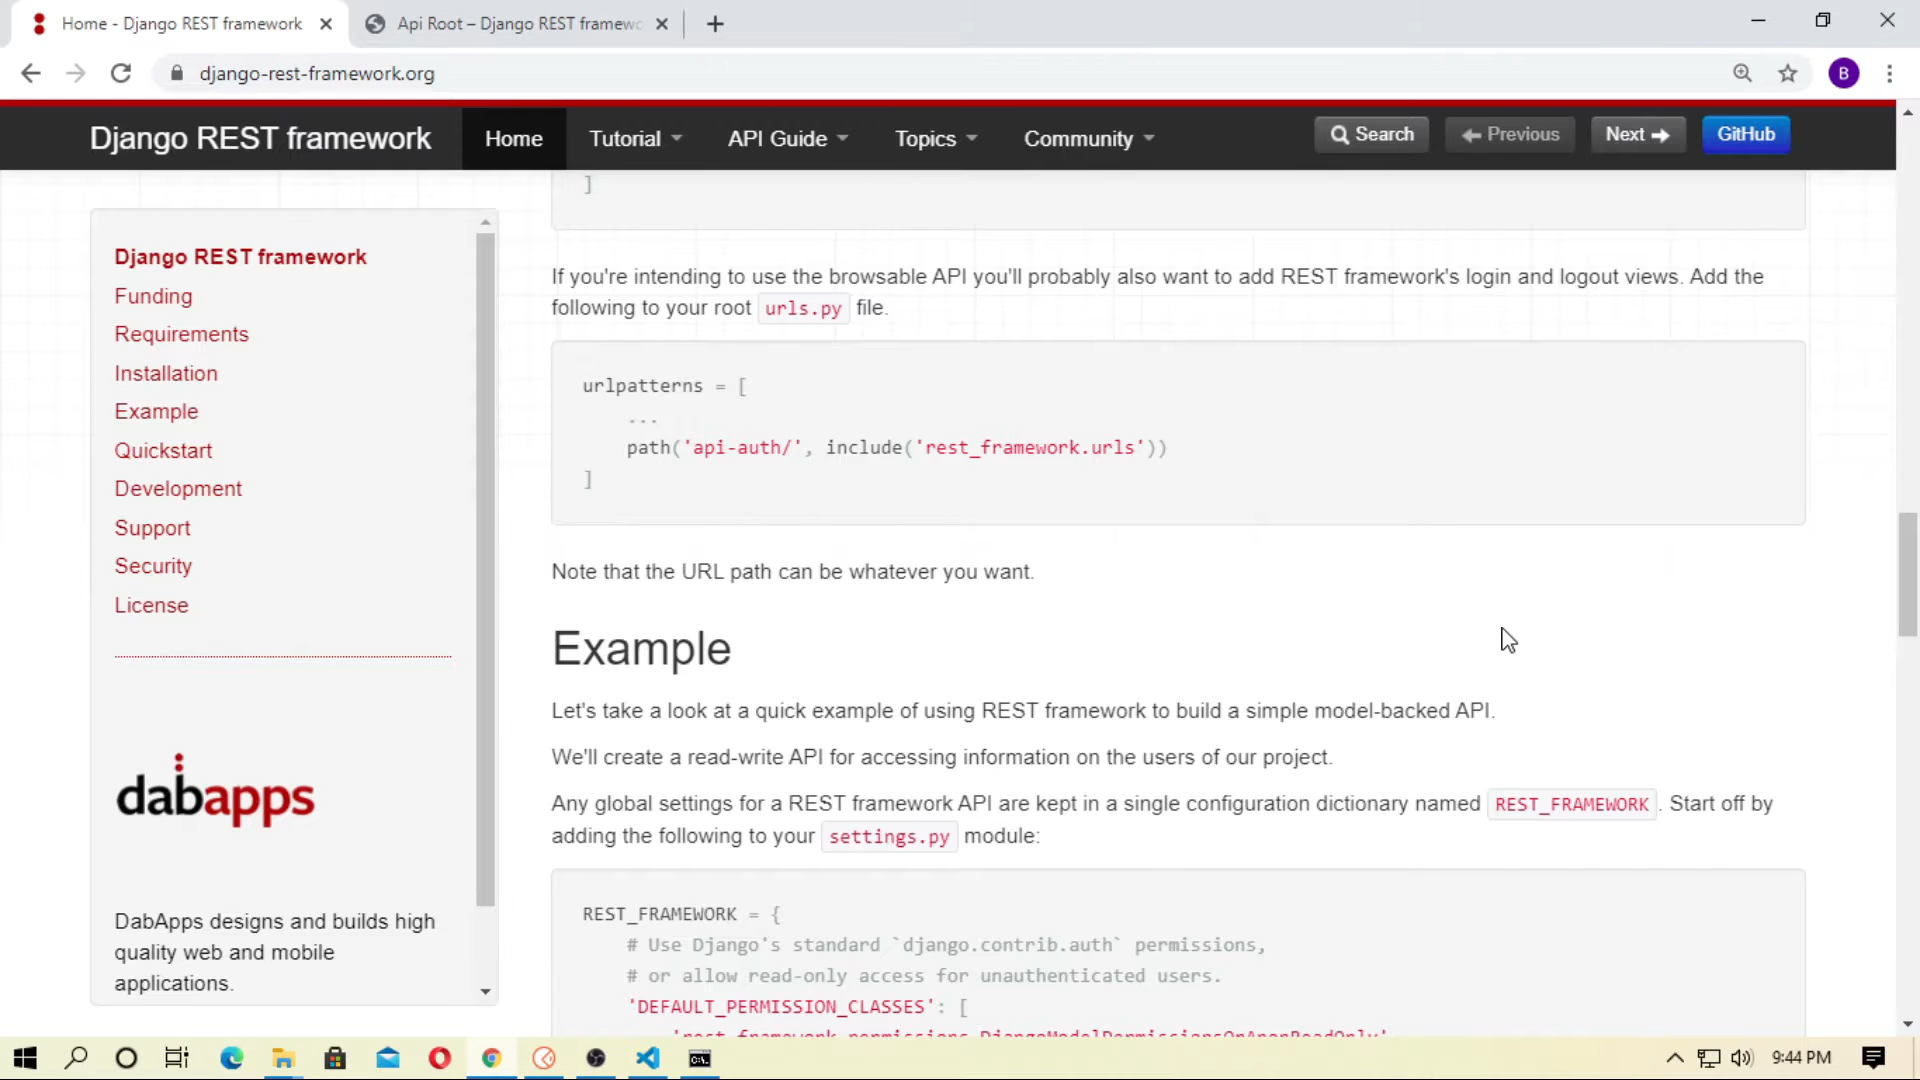 Home - Django REST framework
Api Root – Django REST framewo
django-rest-framework.org
B
Django REST framework
Home
Tutorial
API Guide
Topics
Community
Search
Previous
Next
GitHub
Django REST framework
Funding
Requirements
Installation
Example
Quickstart
Development
Support
Security
License
dabapps
DabApps designs and builds high
quality web and mobile
applications.
]
If you're intending to use the browsable API you'll probably also want to add REST framework's login and logout views. Add the
following to your root urls.py file.
urlpatterns = [
...
path('api-auth/', include('rest_framework.urls'))
]
Note that the URL path can be whatever you want.
Example
Let's take a look at a quick example of using REST framework to build a simple model-backed API.
We'll create a read-write API for accessing information on the users of our project.
Any global settings for a REST framework API are kept in a single configuration dictionary named REST_FRAMEWORK. Start off by
adding the following to your settings.py module:
REST_FRAMEWORK = {
# Use Django's standard `django.contrib.auth` permissions,
# or allow read-only access for unauthenticated users.
'DEFAULT_PERMISSION_CLASSES': [
'rest_framework.permissions.DjangoModelPermissionsOrAnonReadOnly'
9:44 PM